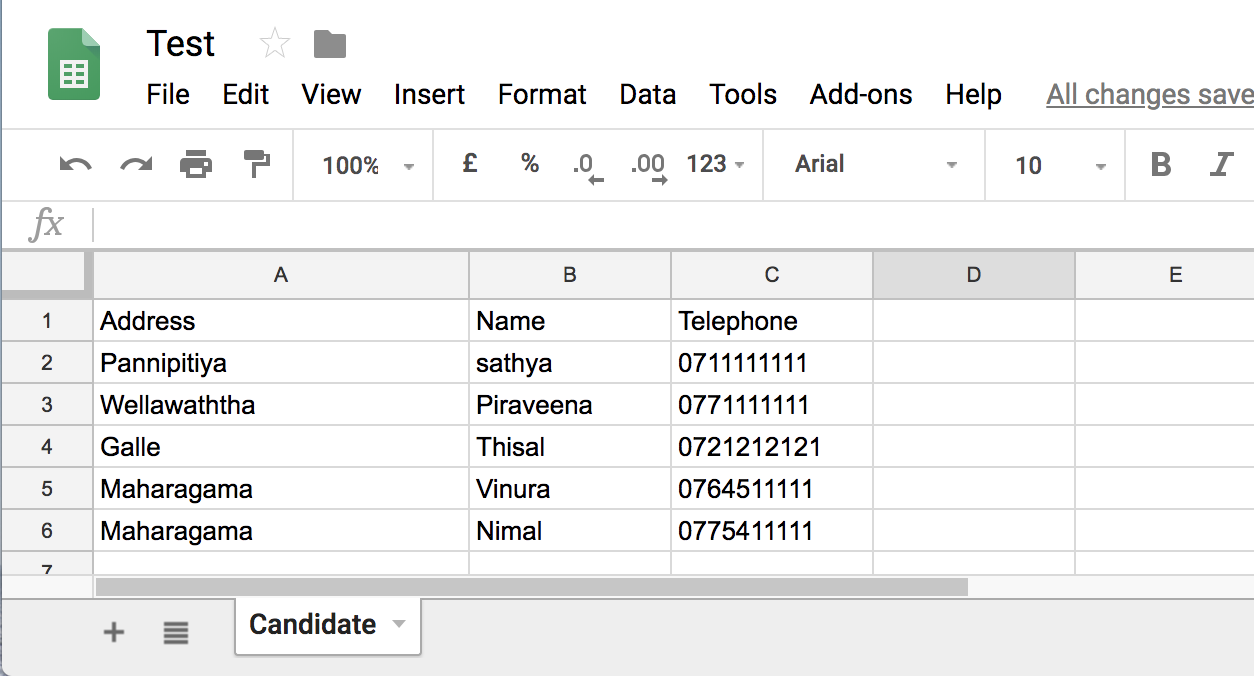 Test
File Edit View Insert Format Data Tools Add-ons Help All changes save
100% £ % .0 .00 123 Arial 10 B I
fx
A B C D E
1 Address Name Telephone
2 Pannipitiya sathya 0711111111
3 Wellawaththa Piraveena 0771111111
4 Galle Thisal 0721212121
5 Maharagama Vinura 0764511111
6 Maharagama Nimal 0775411111
7
+ Candidate